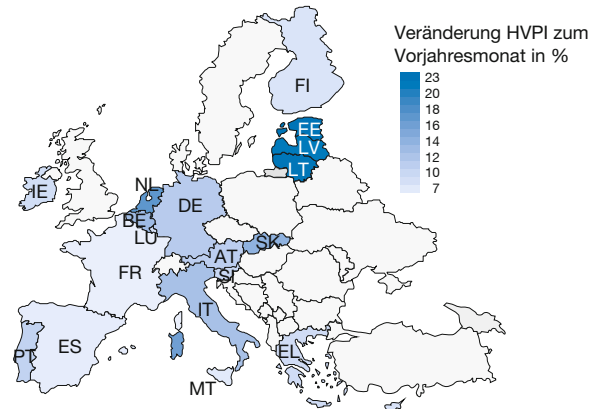 Veränderung HVPI zum
Vorjahresmonat in %
23
20
18
16
14
12
10
7
FI
EE
LV
LT
IE
NL
DE
BE
LU
SK
AT
FR
SI
IT
PT
ES
EL
MT